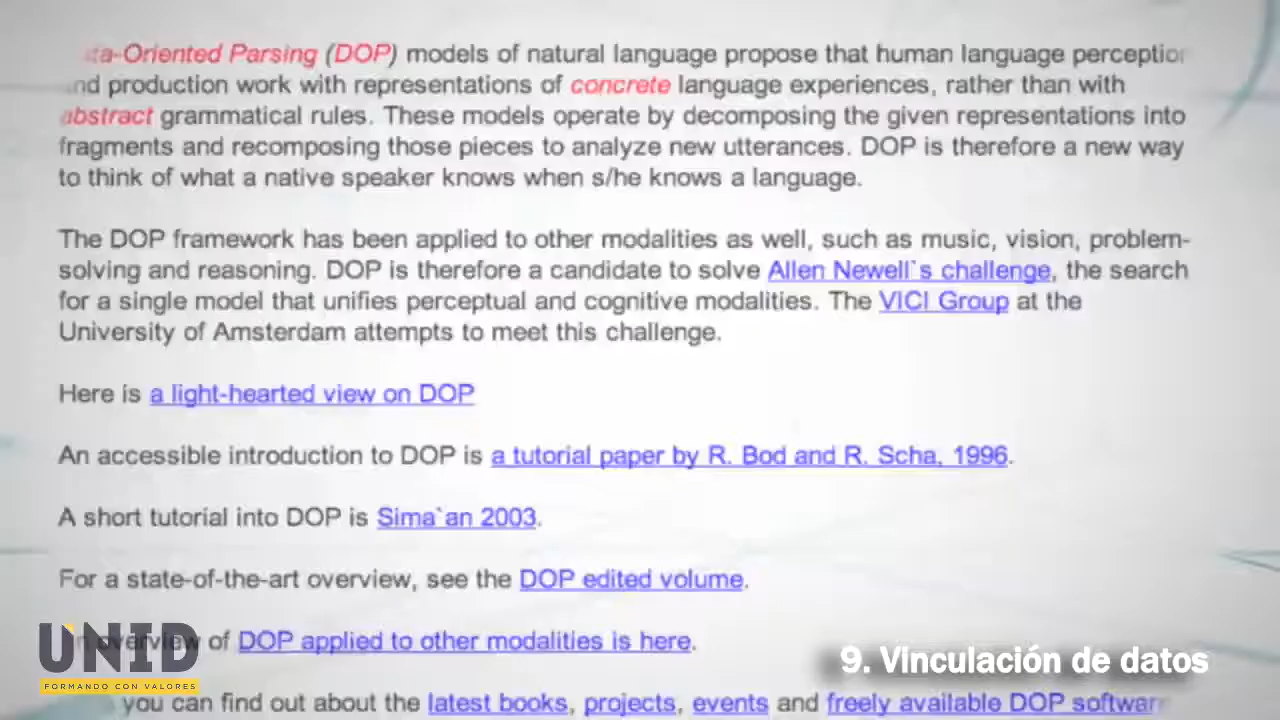 ta-Oriented Parsing (DOP) models of natural language propose that human language perception
and production work with representations of concrete language experiences, rather than with
abstract grammatical rules. These models operate by decomposing the given representations into
fragments and recomposing those pieces to analyze new utterances. DOP is therefore a new way
to think of what a native speaker knows when s/he knows a language.
The DOP framework has been applied to other modalities as well, such as music, vision, problem-
solving and reasoning. DOP is therefore a candidate to solve Allen Newell`s challenge, the search
for a single model that unifies perceptual and cognitive modalities. The VICI Group at the
University of Amsterdam attempts to meet this challenge.
Here is a light-hearted view on DOP
An accessible introduction to DOP is a tutorial paper by R. Bod and R. Scha, 1996.
A short tutorial into DOP is Sima`an 2003.
For a state-of-the-art overview, see the DOP edited volume.
overview of DOP applied to other modalities is here.
UNID
FORMANDO CON VALORES
9. Vinculación de datos
you can find out about the latest books, projects, events and freely available DOP software